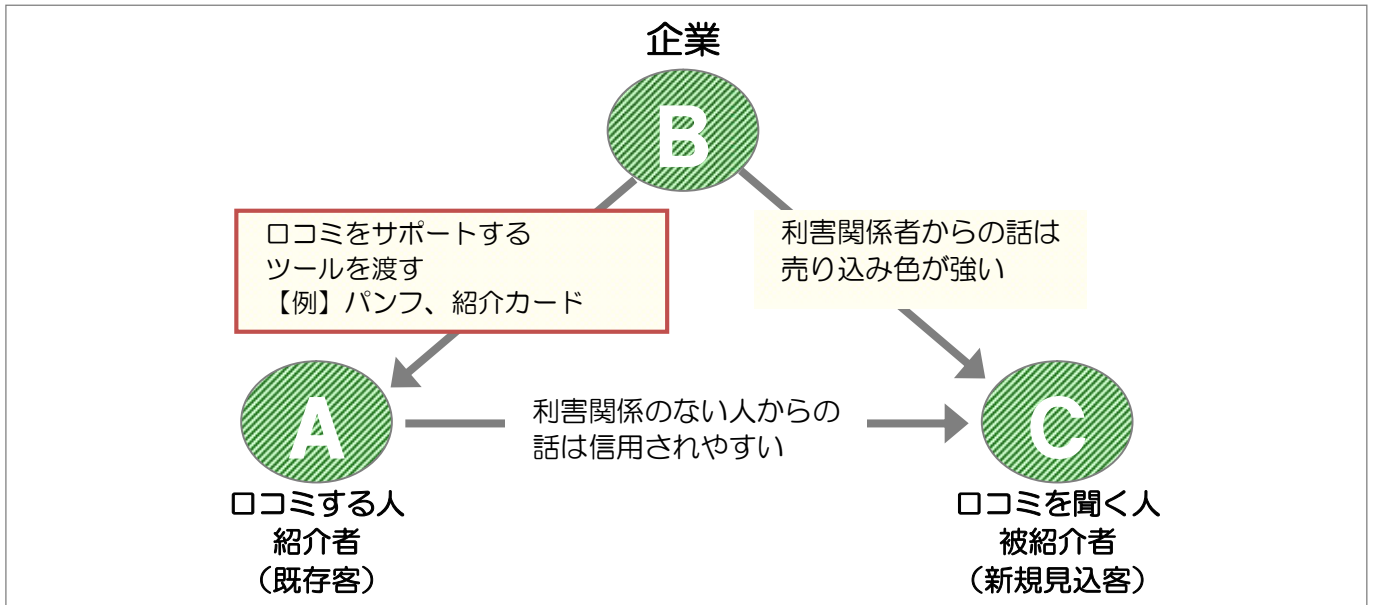 企業
B
口コミをサポートする
ツールを渡す
【例】パンフ、紹介カード
利害関係者からの話は
売り込み色が強い
A
利害関係のない人からの
話は信用されやすい
C
口コミする人
紹介者
（既存客）
口コミを聞く人
被紹介者
（新規見込客）